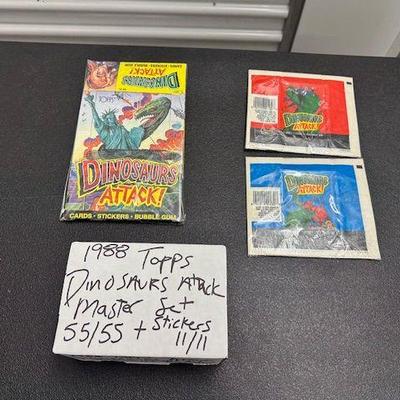 CARDS • STICKERS • BUBBLE GUM
DINOSAURS
ATTACK!
DINOSAURS
ATTACK!
CARDS • STICKERS • BUBBLE GUM
DINOSAURS
ATTACK!
DINOSAURS
ATTACK!
1988 Topps
DINOSAURS Attack
Master Set
55/55 + Stickers
11/11